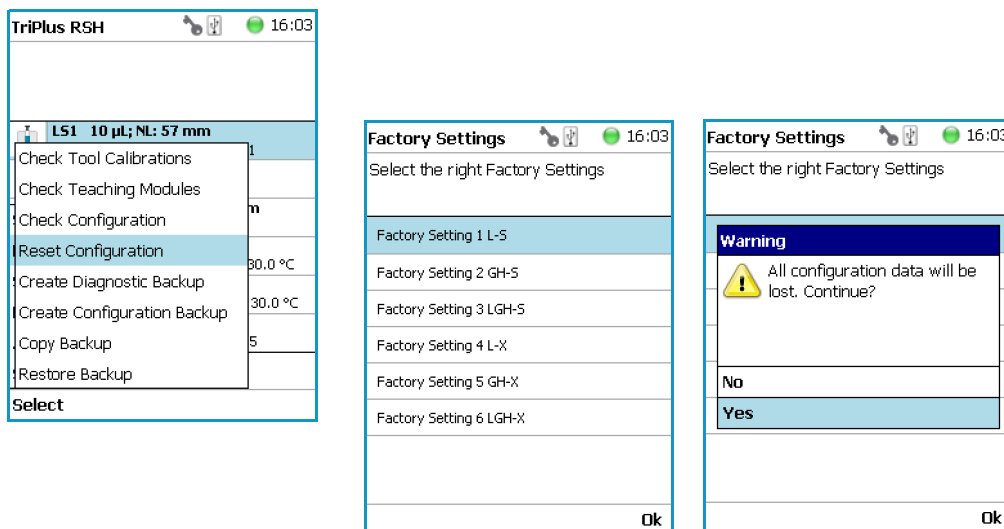 TriPlus RSH 16:03
LS1 10 µL; NL: 57 mm
1
Check Tool Calibrations
Check Teaching Modules
m
Check Configuration
Reset Configuration
30.0 °C
Create Diagnostic Backup
30.0 °C
Create Configuration Backup
Copy Backup
5
Restore Backup
Select
Factory Settings 16:03
Select the right Factory Settings
Factory Setting 1 L-S
Factory Setting 2 GH-S
Factory Setting 3 LGH-S
Factory Setting 4 L-X
Factory Setting 5 GH-X
Factory Setting 6 LGH-X
Ok
Factory Settings 16:03
Select the right Factory Settings
Warning
All configuration data will be
lost. Continue?
No
Yes
Ok